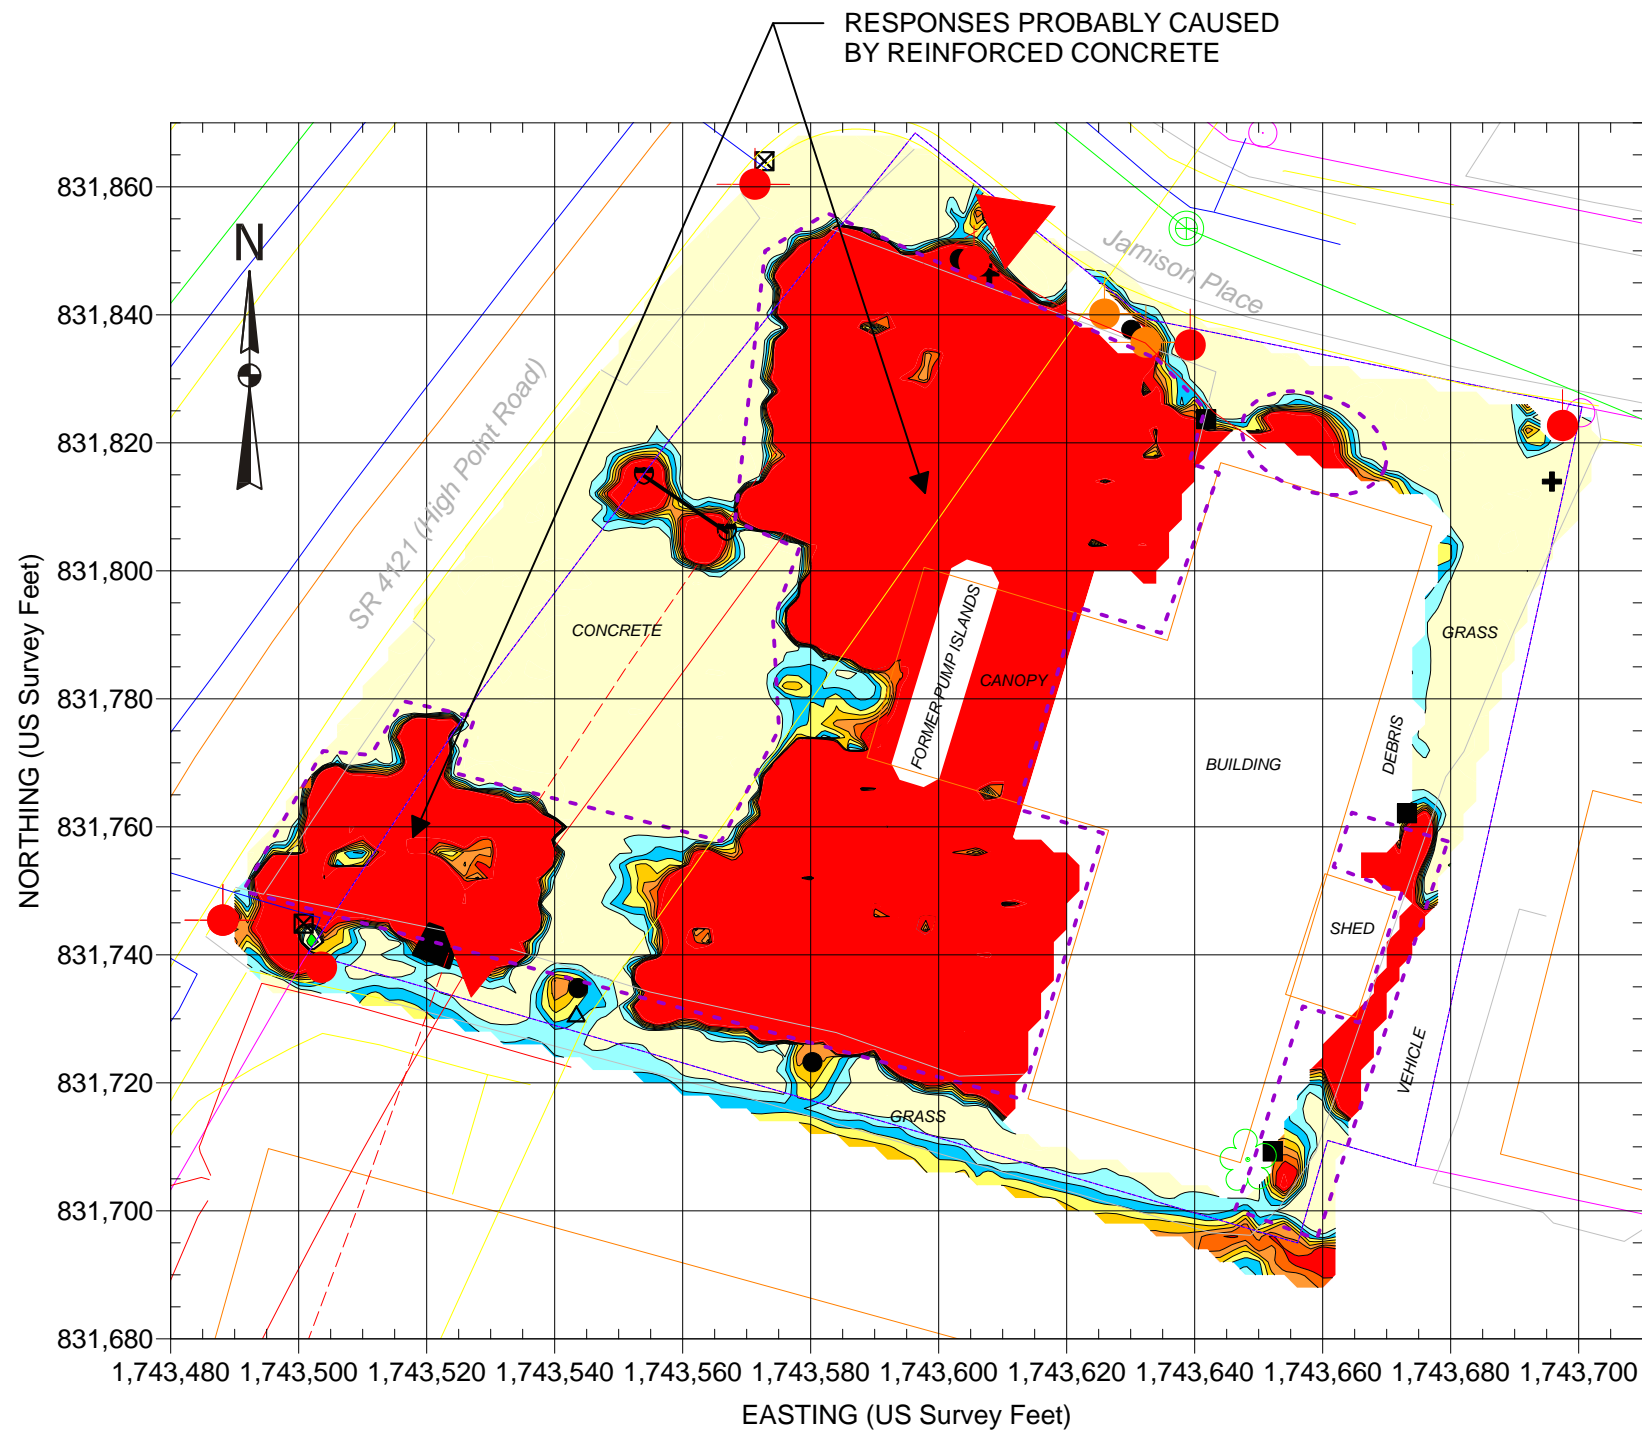 RESPONSES PROBABLY CAUSED
BY REINFORCED CONCRETE
N
Jamison Place
SR 4121 (High Point Road)
CONCRETE
FORMER PUMP ISLANDS
CANOPY
GRASS
BUILDING
DEBRIS
SHED
VEHICLE
GRASS
831,860
831,840
831,820
831,800
831,780
831,760
831,740
831,720
831,700
831,680
NORTHING (US Survey Feet)
1,743,480 1,743,500 1,743,520 1,743,540 1,743,560 1,743,580 1,743,600 1,743,620 1,743,640 1,743,660 1,743,680 1,743,700
EASTING (US Survey Feet)